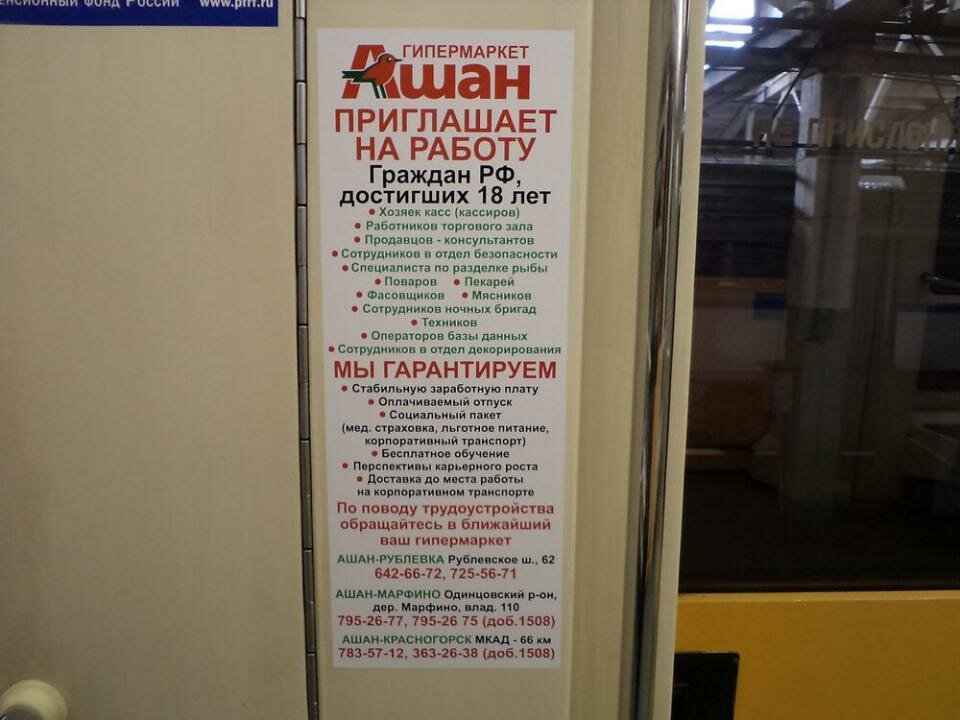 Фонд России www.pfrf.ru
ГИПЕРМАРКЕТ
Ашан
ПРИГЛАШАЕТ
НА РАБОТУ
Граждан РФ,
достигших 18 лет
• Хозяек касс (кассиров)
• Работников торгового зала
• Продавцов - консультантов
• Сотрудников в отдел безопасности
• Специалиста по разделке рыбы
• Поваров • Пекарей
• Фасовщиков • Мясников
• Сотрудников ночных бригад
• Техников
• Операторов базы данных
• Сотрудников в отдел декорирования
МЫ ГАРАНТИРУЕМ
• Стабильную заработную плату
• Оплачиваемый отпуск
• Социальный пакет
(мед. страховка, льготное питание,
корпоративный транспорт)
• Бесплатное обучение
• Перспективы карьерного роста
• Доставка до места работы
на корпоративном транспорте
По поводу трудоустройства
обращайтесь в ближайший
ваш гипермаркет
АШАН-РУБЛЕВКА Рублевское ш., 62
642-66-72, 725-56-71
АШАН-МАРФИНО Одинцовский р-он,
дер. Марфино, влад. 110
795-26-77, 795-26 75 (доб.1508)
АШАН-КРАСНОГОРСК МКАД - 66 км
783-57-12, 363-26-38 (доб.1508)